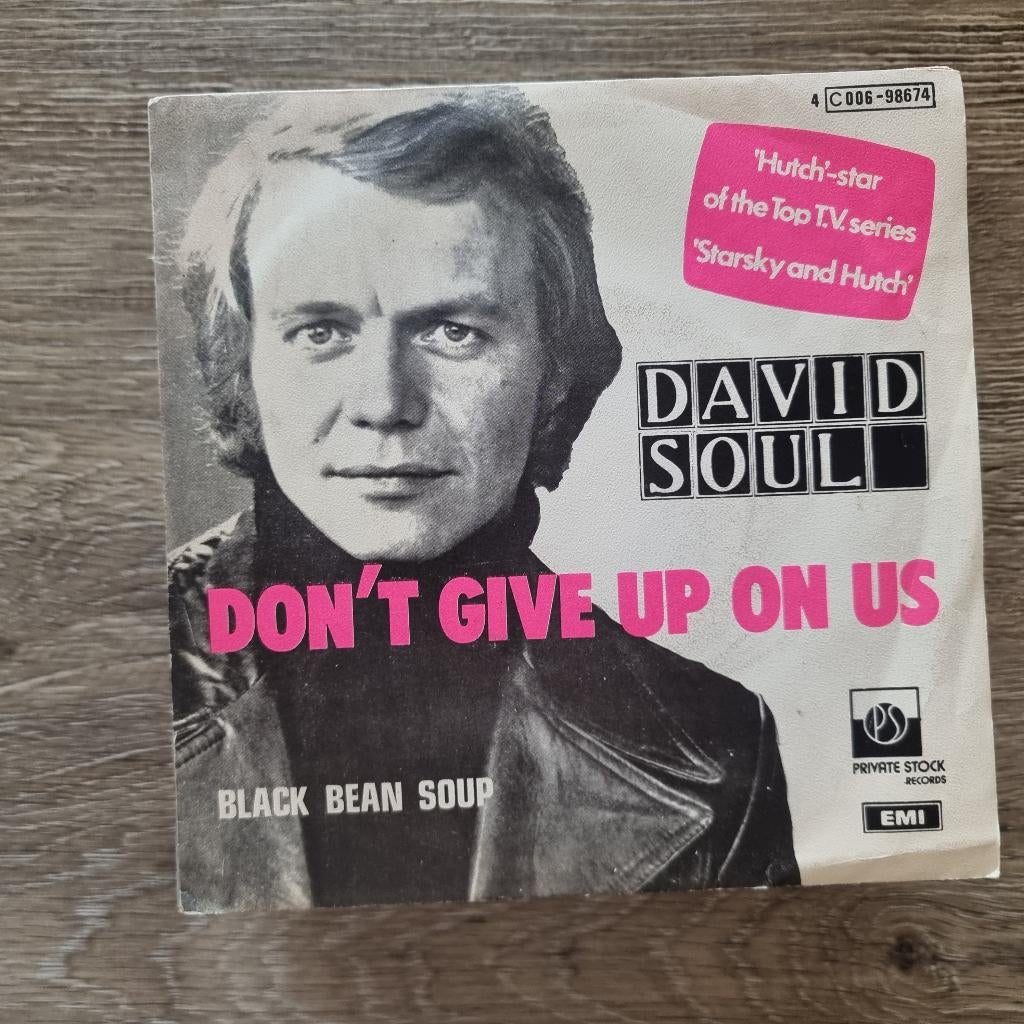 4 C 006-98674
'Hutch'-star
of the Top T.V. series
'Starsky and Hutch'
DAVID
SOUL
DON'T GIVE UP ON US
BLACK BEAN SOUP
PS
PRIVATE STOCK
RECORDS
EMI